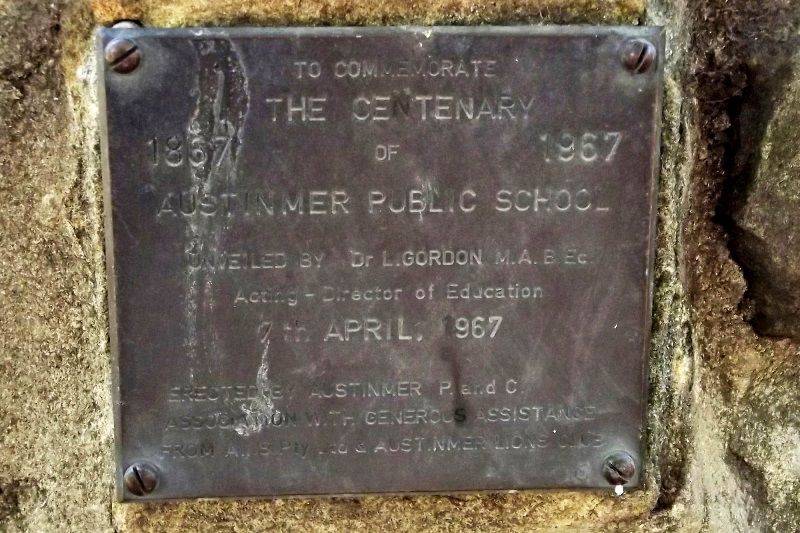 TO COMMEMORATE
THE CENTENARY
1867 OF 1967
AUSTINMER PUBLIC SCHOOL
UNVEILED BY Dr L.GORDON M.A. B.Ec.
Acting - Director of Education
APRIL, 1967
ERECTED BY AUSTINMER P. and C.
ASSOCIATION WITH GENEROUS ASSISTANCE
FROM Pty Ltd & AUSTINMER LIONS CLUB